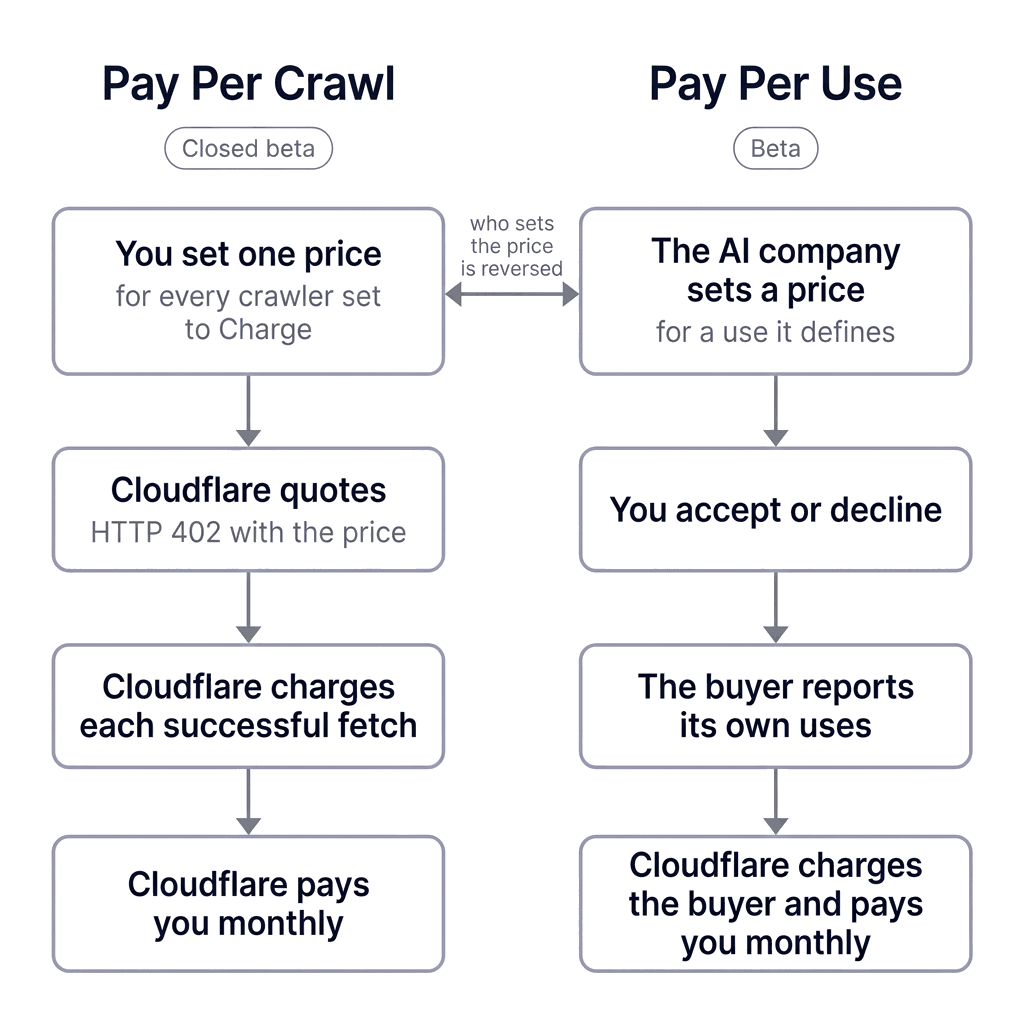 Pay Per Crawl
Closed beta
You set one price
for every crawler set
to Charge
Cloudflare quotes
HTTP 402 with the price
Cloudflare charges
each successful fetch
Cloudflare pays
you monthly
who sets
the price
is reversed
Pay Per Use
Beta
The AI company
sets a price
for a use it defines
You accept or decline
The buyer reports
its own uses
Cloudflare charges
the buyer and pays
you monthly